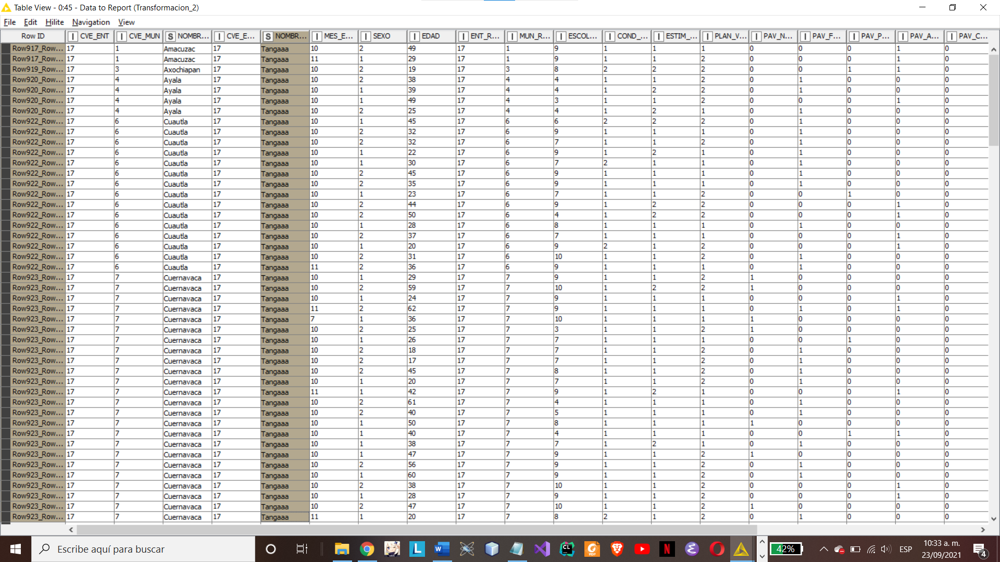 Table View - 0:45 - Data to Report (Transformacion_2)
File Edit Hilite Navigation View
Row ID I CVE_ENT I CVE_MUN S NOMBR... I CVE_E... S NOMBR... I MES_E... I SEXO I EDAD I ENT_R... I MUN_R... I ESCOL... I COND_... I ESTIM_... I PLAN_V... I PAV_N... I PAV_F... I PAV_P... I PAV_A... I PAV_C...
Row917_Row... 17 1 Amacuzac 17 Tangaaa 10 2 49 17 1 9 1 1 1 0 0 0 1 0
Row917_Row... 17 1 Amacuzac 17 Tangaaa 11 1 29 17 1 9 1 1 2 0 0 0 1 0
Row919_Row... 17 3 Axochiapan 17 Tangaaa 10 2 19 17 3 8 2 2 2 0 0 1 1 0
Row920_Row... 17 4 Ayala 17 Tangaaa 10 2 38 17 4 4 1 1 2 0 1 0 0 0
Row920_Row... 17 4 Ayala 17 Tangaaa 10 1 39 17 4 4 1 2 2 0 1 0 0 0
Row920_Row... 17 4 Ayala 17 Tangaaa 10 1 49 17 4 3 1 1 2 0 0 0 1 0
Row920_Row... 17 4 Ayala 17 Tangaaa 10 2 25 17 4 4 1 2 1 0 1 0 0 0
Row922_Row... 17 6 Cuautla 17 Tangaaa 10 1 45 17 6 6 2 2 2 0 1 0 0 0
Row922_Row... 17 6 Cuautla 17 Tangaaa 10 2 32 17 6 9 1 1 1 0 1 0 0 0
Row922_Row... 17 6 Cuautla 17 Tangaaa 10 2 32 17 6 7 1 1 2 0 1 0 0 0
Row922_Row... 17 6 Cuautla 17 Tangaaa 10 1 22 17 6 9 1 2 1 0 1 0 0 0
Row922_Row... 17 6 Cuautla 17 Tangaaa 10 1 30 17 6 7 2 1 1 0 1 0 0 0
Row922_Row... 17 6 Cuautla 17 Tangaaa 10 2 45 17 6 9 1 1 1 0 1 0 0 0
Row922_Row... 17 6 Cuautla 17 Tangaaa 10 2 35 17 6 9 1 1 1 0 1 0 0 0
Row922_Row... 17 6 Cuautla 17 Tangaaa 10 1 23 17 6 7 1 1 2 0 0 1 0 0
Row922_Row... 17 6 Cuautla 17 Tangaaa 10 2 44 17 6 9 1 2 2 0 0 0 1 0
Row922_Row... 17 6 Cuautla 17 Tangaaa 10 2 50 17 6 4 1 2 2 0 0 0 1 0
Row922_Row... 17 6 Cuautla 17 Tangaaa 10 1 28 17 6 8 1 1 1 0 1 0 0 0
Row922_Row... 17 6 Cuautla 17 Tangaaa 10 2 37 17 6 7 1 1 1 0 0 0 1 0
Row922_Row... 17 6 Cuautla 17 Tangaaa 10 1 20 17 6 9 2 1 2 0 0 0 1 0
Row922_Row... 17 6 Cuautla 17 Tangaaa 10 2 31 17 6 10 1 1 2 0 1 0 0 0
Row922_Row... 17 6 Cuautla 17 Tangaaa 11 2 36 17 6 9 1 1 1 0 1 0 0 0
Row923_Row... 17 7 Cuernavaca 17 Tangaaa 10 1 29 17 7 9 1 1 2 1 0 0 0 0
Row923_Row... 17 7 Cuernavaca 17 Tangaaa 10 2 59 17 7 10 1 2 2 1 0 0 0 0
Row923_Row... 17 7 Cuernavaca 17 Tangaaa 10 1 24 17 7 9 1 1 1 0 0 0 1 0
Row923_Row... 17 7 Cuernavaca 17 Tangaaa 11 2 62 17 7 9 1 1 1 0 1 0 1 0
Row923_Row... 17 7 Cuernavaca 17 Tangaaa 7 1 36 17 7 10 1 1 1 1 0 0 0 0
Row923_Row... 17 7 Cuernavaca 17 Tangaaa 10 2 25 17 7 3 1 1 2 1 0 0 0 0
Row923_Row... 17 7 Cuernavaca 17 Tangaaa 10 1 26 17 7 7 1 1 1 0 0 1 0 0
Row923_Row... 17 7 Cuernavaca 17 Tangaaa 10 2 18 17 7 7 1 1 2 0 1 0 0 0
Row923_Row... 17 7 Cuernavaca 17 Tangaaa 10 2 17 17 7 7 1 1 2 0 1 0 0 0
Row923_Row... 17 7 Cuernavaca 17 Tangaaa 10 2 45 17 7 8 1 1 2 0 1 0 0 0
Row923_Row... 17 7 Cuernavaca 17 Tangaaa 10 1 20 17 7 7 1 1 2 0 1 0 0 0
Row923_Row... 17 7 Cuernavaca 17 Tangaaa 11 1 42 17 7 9 1 2 1 0 0 0 1 0
Row923_Row... 17 7 Cuernavaca 17 Tangaaa 10 2 61 17 7 4 1 1 1 0 1 0 0 0
Row923_Row... 17 7 Cuernavaca 17 Tangaaa 10 2 40 17 7 5 1 1 1 0 1 0 0 0
Row923_Row... 17 7 Cuernavaca 17 Tangaaa 10 1 50 17 7 8 1 1 1 1 0 0 0 0
Row923_Row... 17 7 Cuernavaca 17 Tangaaa 10 1 40 17 7 4 1 1 1 0 0 1 1 0
Row923_Row... 17 7 Cuernavaca 17 Tangaaa 10 1 38 17 7 7 1 2 1 0 1 0 0 0
Row923_Row... 17 7 Cuernavaca 17 Tangaaa 10 1 47 17 7 9 1 1 2 1 0 0 0 0
Row923_Row... 17 7 Cuernavaca 17 Tangaaa 10 2 56 17 7 9 1 1 2 0 1 0 0 0
Row923_Row... 17 7 Cuernavaca 17 Tangaaa 10 1 60 17 7 9 1 1 2 0 1 0 0 0
Row923_Row... 17 7 Cuernavaca 17 Tangaaa 10 2 38 17 7 10 1 1 2 0 0 0 1 0
Row923_Row... 17 7 Cuernavaca 17 Tangaaa 10 1 28 17 7 9 1 1 2 0 0 0 1 0
Row923_Row... 17 7 Cuernavaca 17 Tangaaa 10 2 47 17 7 10 1 1 2 1 0 0 0 0
Row923_Row... 17 7 Cuernavaca 17 Tangaaa 11 1 20 17 7 8 2 1 2 0 1 0 0 0
Escribe aquí para buscar
42%
ESP
10:33 a. m.
23/09/2021
4